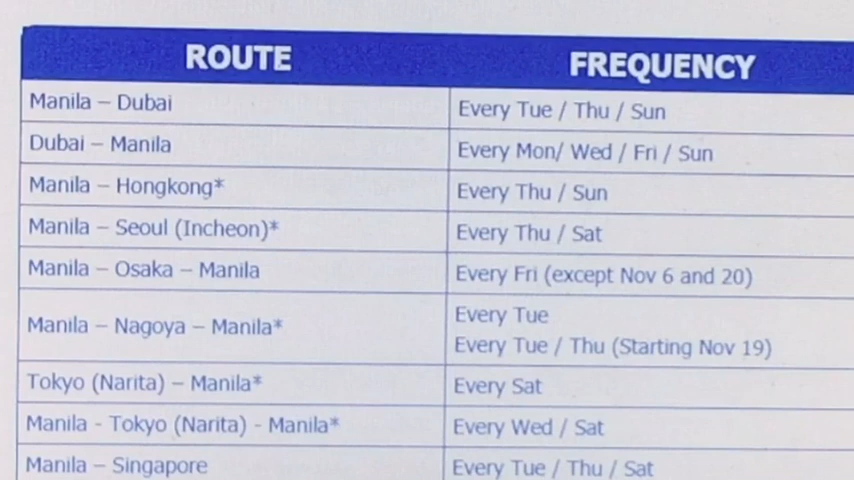 ROUTE FREQUENCY
Manila – Dubai Every Tue / Thu / Sun
Dubai – Manila Every Mon/ Wed / Fri / Sun
Manila – Hongkong* Every Thu / Sun
Manila – Seoul (Incheon)* Every Thu / Sat
Manila – Osaka – Manila Every Fri (except Nov 6 and 20)
Manila – Nagoya – Manila* Every Tue
Every Tue / Thu (Starting Nov 19)
Tokyo (Narita) – Manila* Every Sat
Manila - Tokyo (Narita) - Manila* Every Wed / Sat
Manila – Singapore Every Tue / Thu / Sat